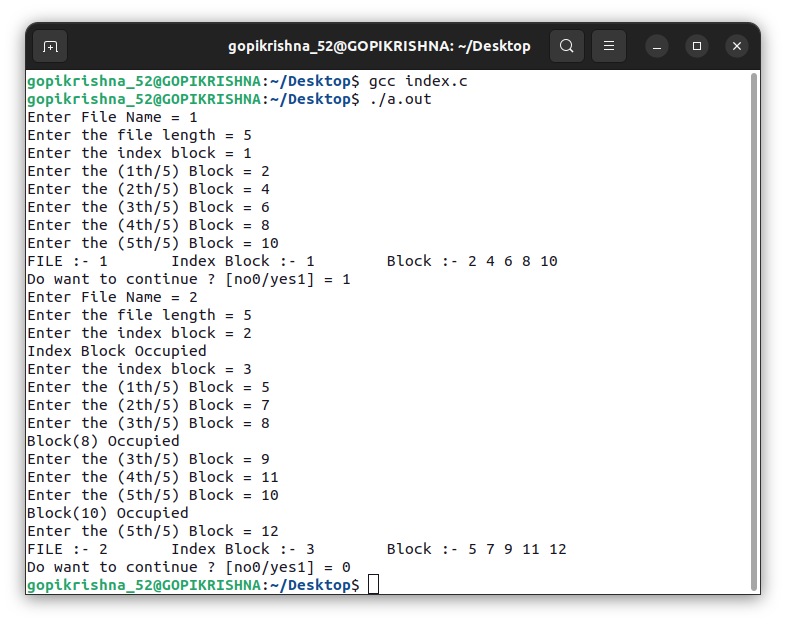 gopikrishna_52@GOPIKRISHNA: ~/Desktop
gopikrishna_52@GOPIKRISHNA:~/Desktop$ gcc index.c
gopikrishna_52@GOPIKRISHNA:~/Desktop$ ./a.out
Enter File Name = 1
Enter the file length = 5
Enter the index block = 1
Enter the (1th/5) Block = 2
Enter the (2th/5) Block = 4
Enter the (3th/5) Block = 6
Enter the (4th/5) Block = 8
Enter the (5th/5) Block = 10
FILE :- 1       Index Block :- 1        Block :- 2 4 6 8 10
Do want to continue ? [no0/yes1] = 1
Enter File Name = 2
Enter the file length = 5
Enter the index block = 2
Index Block Occupied
Enter the index block = 3
Enter the (1th/5) Block = 5
Enter the (2th/5) Block = 7
Enter the (3th/5) Block = 8
Block(8) Occupied
Enter the (3th/5) Block = 9
Enter the (4th/5) Block = 11
Enter the (5th/5) Block = 10
Block(10) Occupied
Enter the (5th/5) Block = 12
FILE :- 2       Index Block :- 3        Block :- 5 7 9 11 12
Do want to continue ? [no0/yes1] = 0
gopikrishna_52@GOPIKRISHNA:~/Desktop$